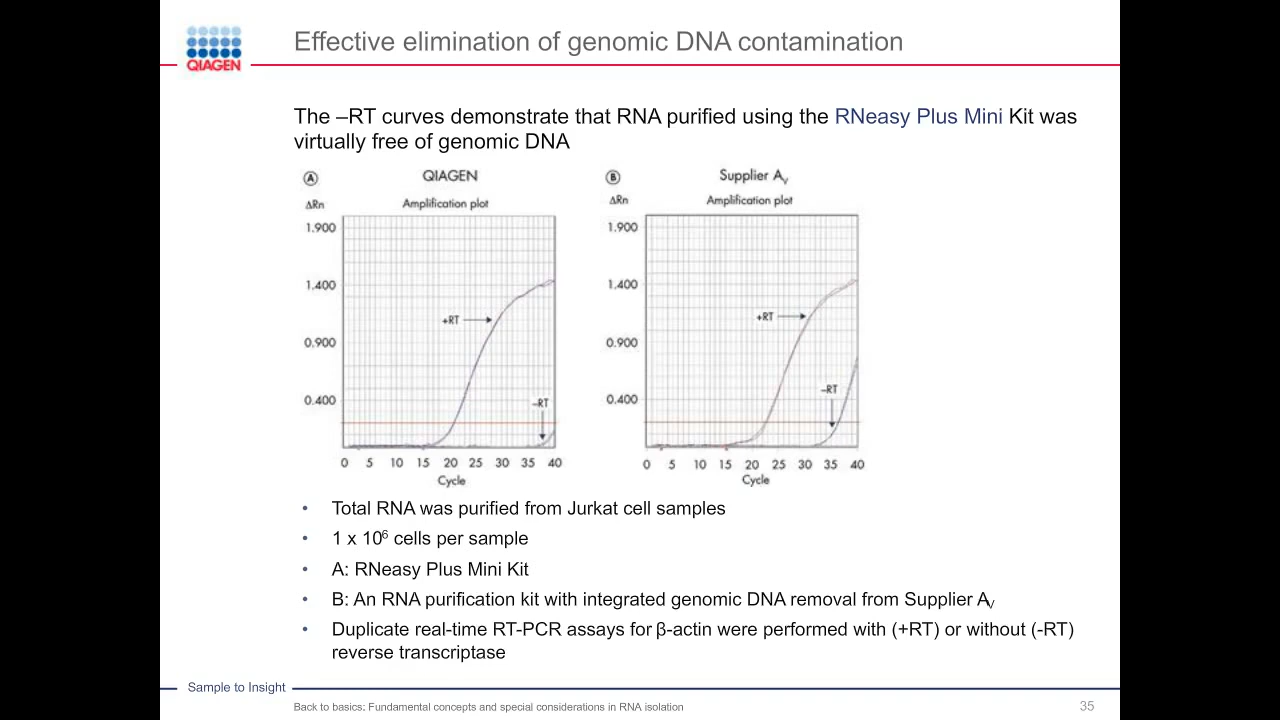 QIAGEN
Effective elimination of genomic DNA contamination
The –RT curves demonstrate that RNA purified using the RNeasy Plus Mini Kit was
virtually free of genomic DNA
A QIAGEN
ΔRn Amplification plot
1.900
1.400
+RT
0.900
0.400
–RT
0 5 10 15 20 25 30 35 40
Cycle
B Supplier AV
ΔRn Amplification plot
1.900
1.400
+RT
0.900
–RT
0.400
0 5 10 15 20 25 30 35 40
Cycle
• Total RNA was purified from Jurkat cell samples
• 1 x 10⁶ cells per sample
• A: RNeasy Plus Mini Kit
• B: An RNA purification kit with integrated genomic DNA removal from Supplier AV
• Duplicate real-time RT-PCR assays for β-actin were performed with (+RT) or without (-RT)
reverse transcriptase
Sample to Insight
Back to basics: Fundamental concepts and special considerations in RNA isolation
35